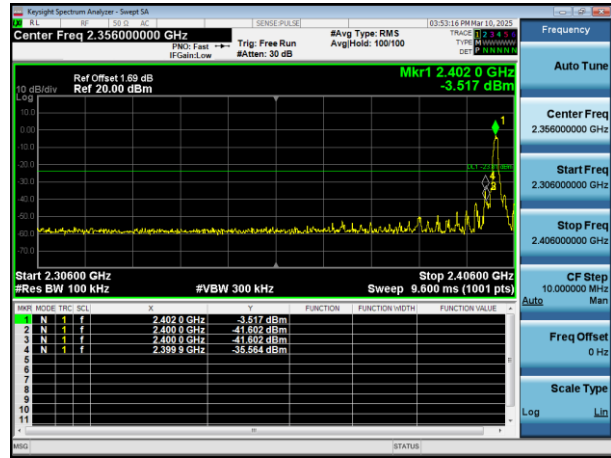 Keysight Spectrum Analyzer - Swept SA
RL RF 50 Ω AC SENSE:PULSE 03:53:16 PM Mar 10, 2025
Center Freq 2.356000000 GHz
PNO: Fast
IFGain:Low
Trig: Free Run
#Atten: 30 dB
#Avg Type: RMS
Avg|Hold: 100/100
TRACE 1 2 3 4 5 6
TYPE M WWWWW
DET P NNNNN
Ref Offset 1.69 dB
10 dB/div Ref 20.00 dBm
Mkr1 2.402 0 GHz
-3.517 dBm
Log
10.0
0.00
-10.0
-20.0
-30.0
-40.0
-50.0
-60.0
-70.0
1
4
Start 2.30600 GHz Stop 2.40600 GHz
#Res BW 100 kHz #VBW 300 kHz Sweep 9.600 ms (1001 pts)
MKR MODE TRC SCL X Y FUNCTION FUNCTION WIDTH FUNCTION VALUE
1 N 1 f 2.402 0 GHz -3.517 dBm
2 N 1 f 2.400 0 GHz -41.602 dBm
3 N 1 f 2.400 0 GHz -41.602 dBm
4 N 1 f 2.399 9 GHz -35.564 dBm
5
6
7
8
9
10
11
MSG STATUS
Frequency
Auto Tune
Center Freq
2.356000000 GHz
Start Freq
2.306000000 GHz
Stop Freq
2.406000000 GHz
CF Step
10.000000 MHz
Auto Man
Freq Offset
0 Hz
Scale Type
Log Lin